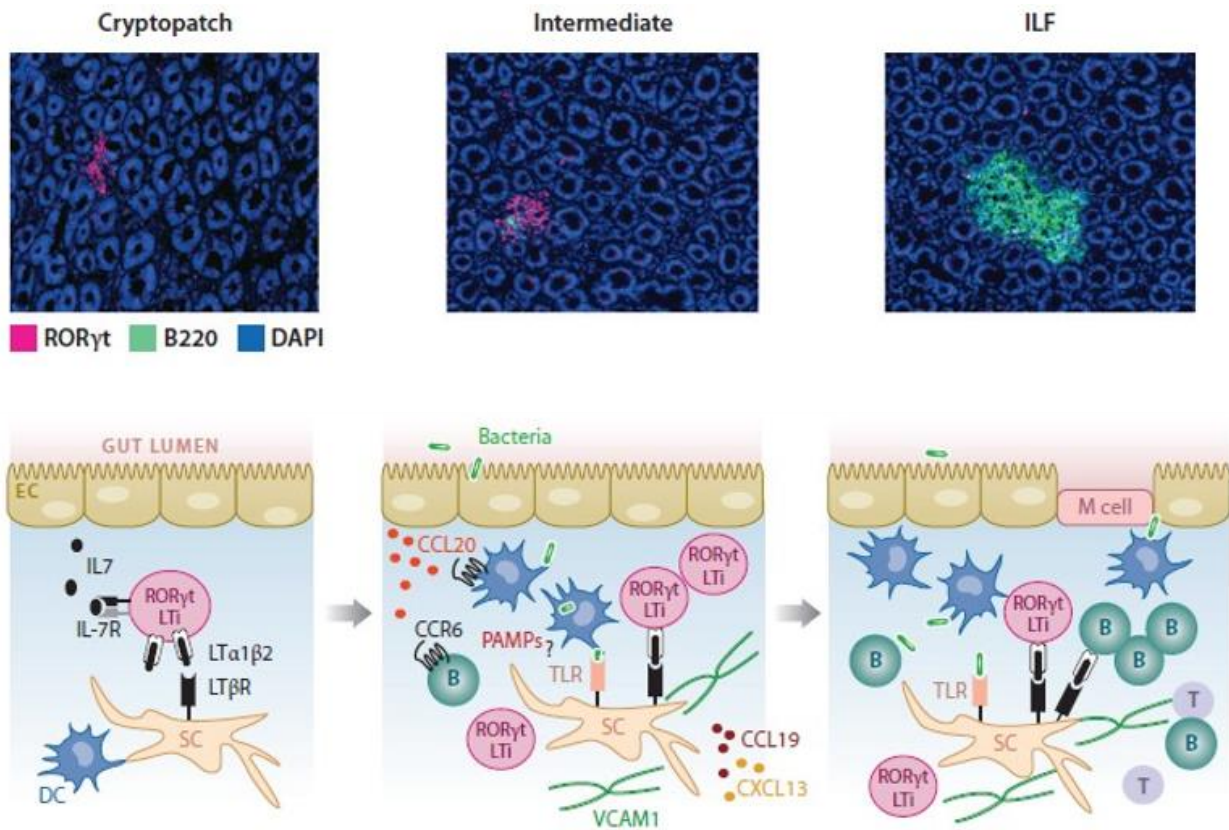 Cryptopatch
Intermediate
ILF
RORγt B220 DAPI
GUT LUMEN
EC
IL7
IL-7R
RORγt
LTi
LTα1β2
LTβR
SC
DC
Bacteria
CCL20
CCR6
B
PAMPs
?
TLR
RORγt
LTi
RORγt
LTi
RORγt
LTi
SC
CCL19
CXCL13
VCAM1
M cell
RORγt
LTi
B
B
B
B
B
TLR
SC
T
B
T
RORγt
LTi